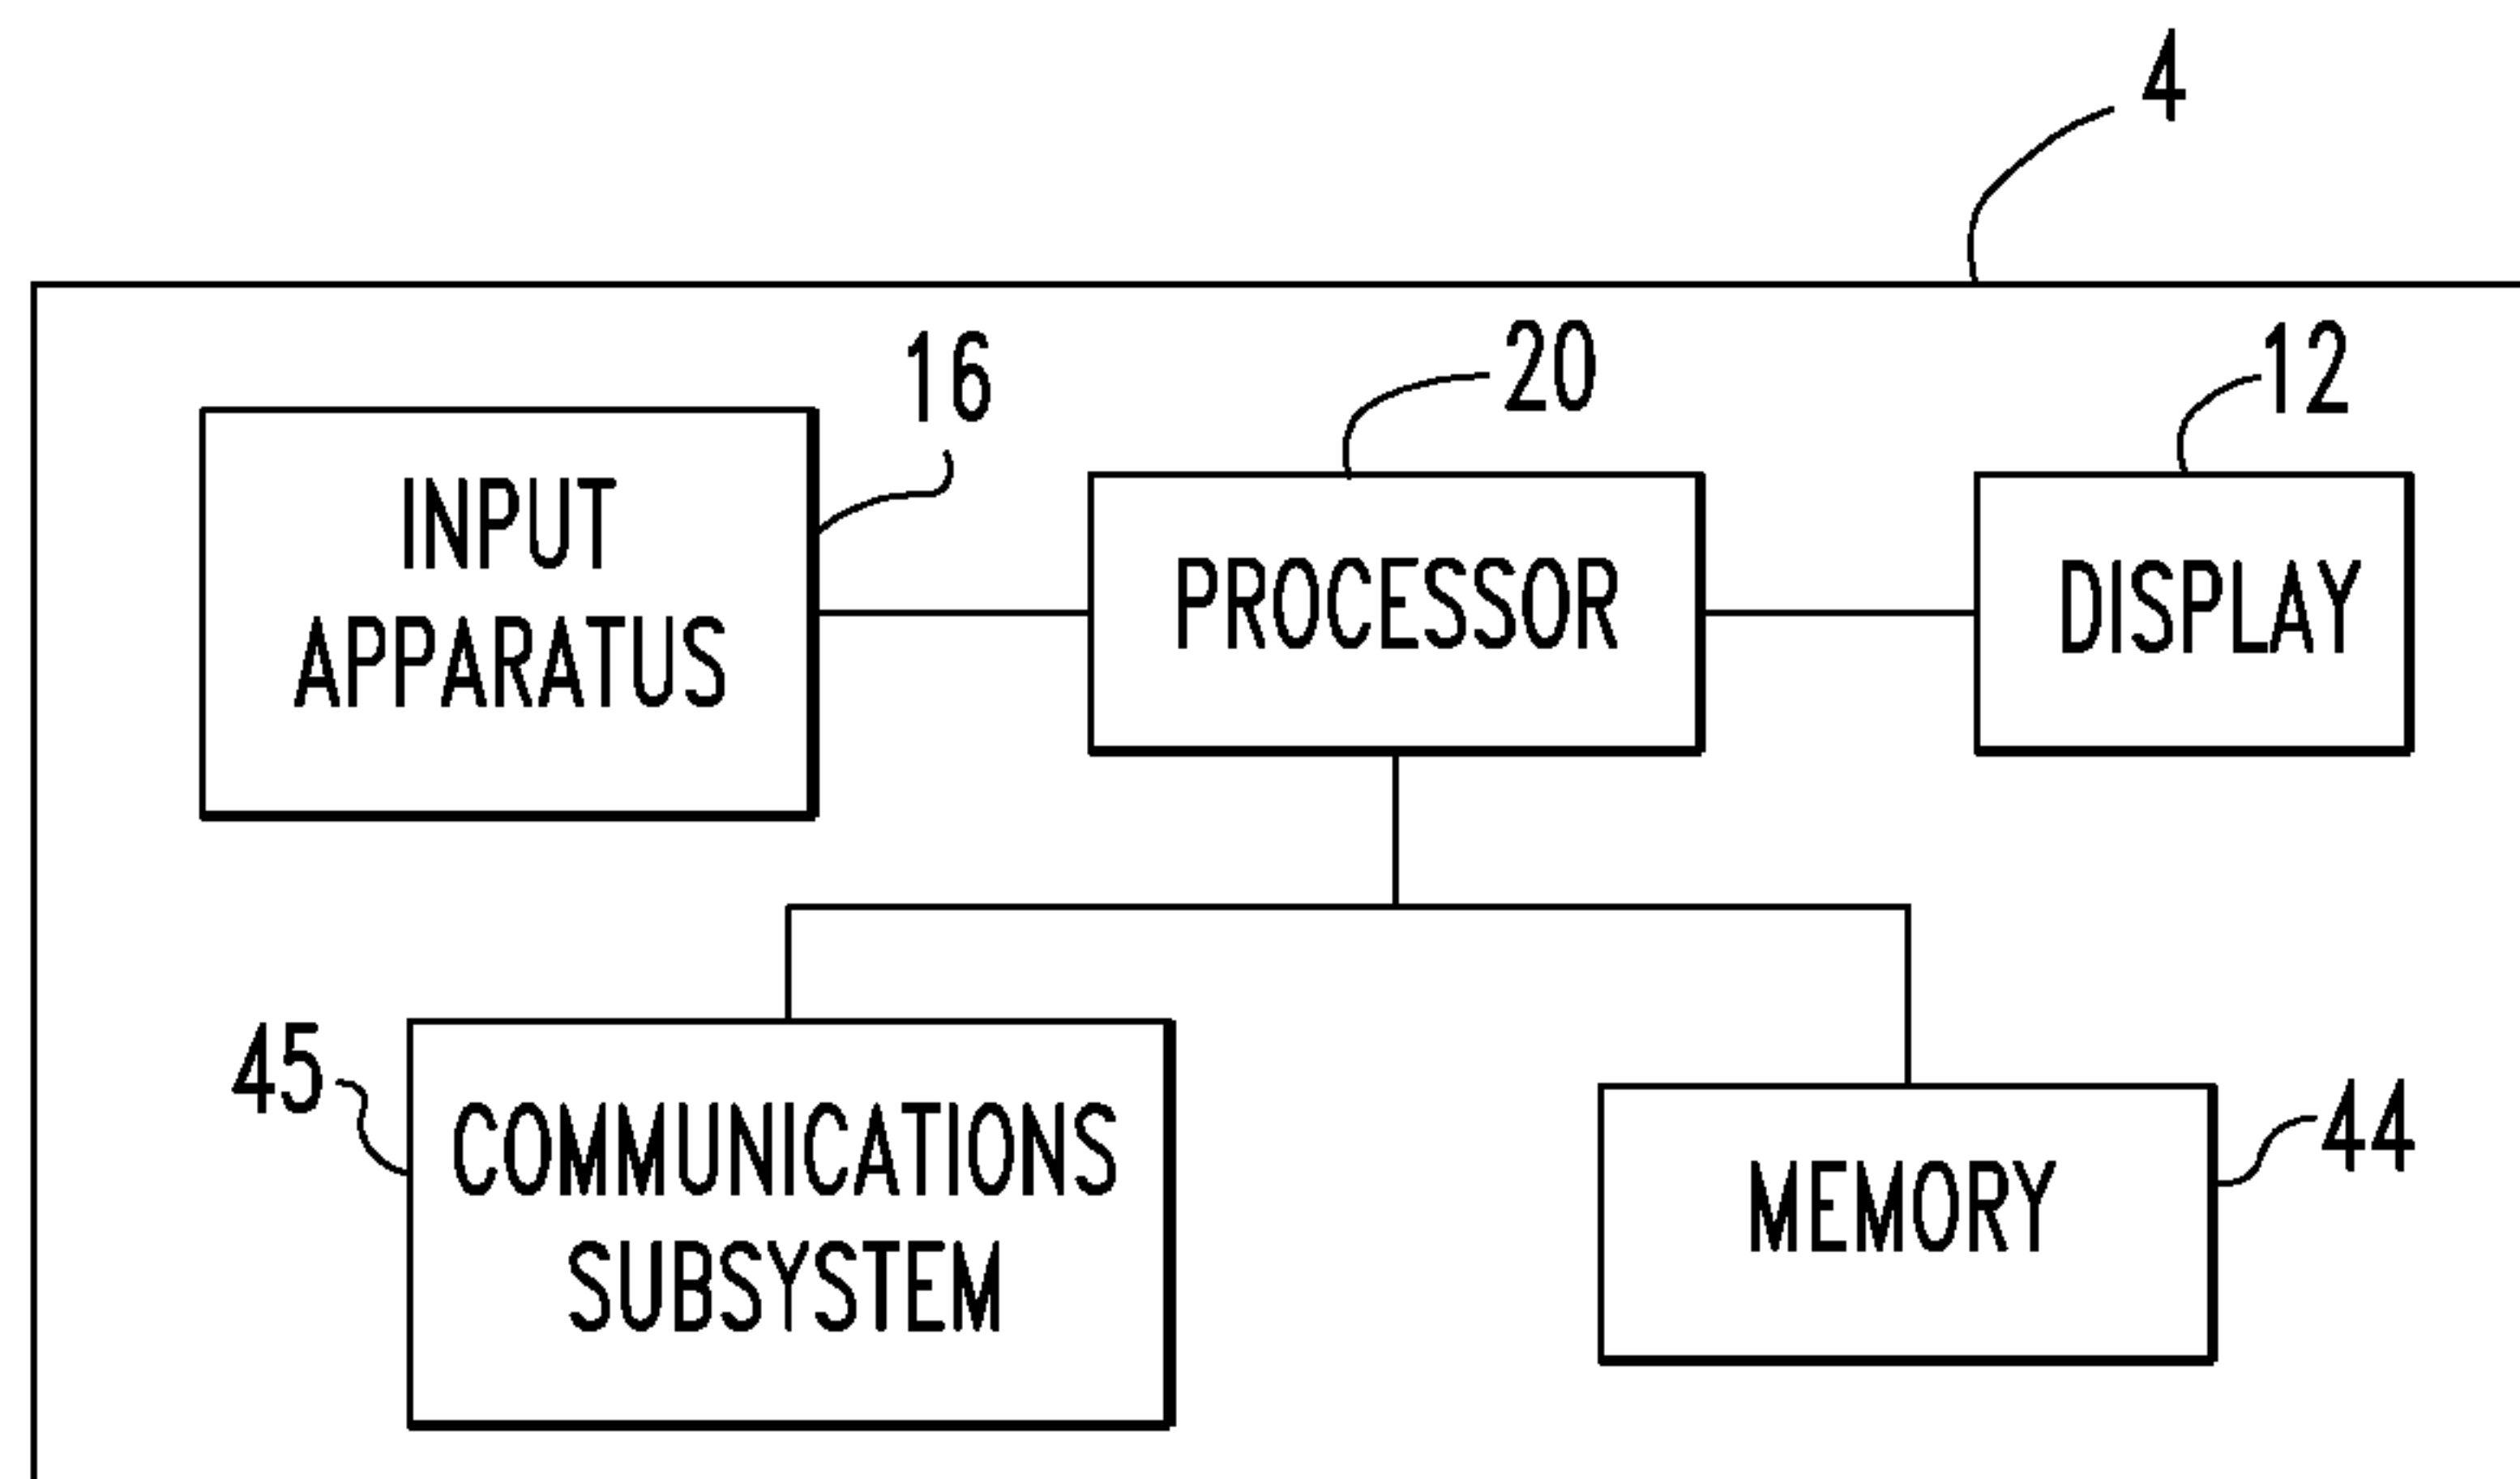 4
16
20
12
INPUT
APPARATUS
PROCESSOR
DISPLAY
45
COMMUNICATIONS
SUBSYSTEM
MEMORY
44